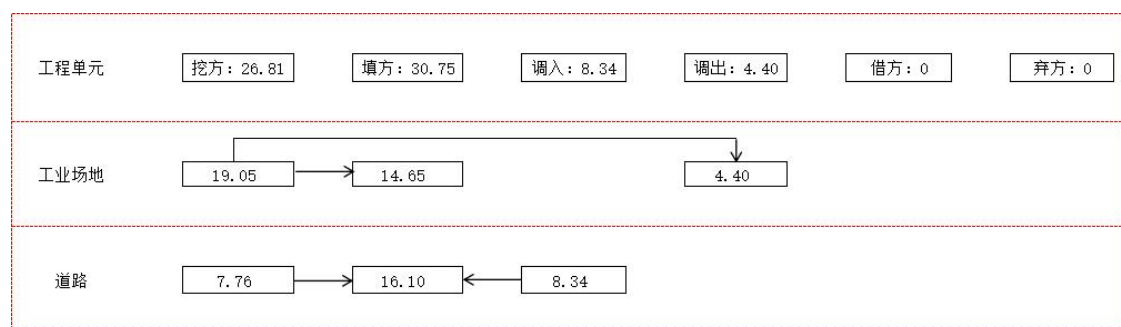 工程单元 挖方：26.81 填方：30.75 调入：8.34 调出：4.40 借方：0 弃方：0
工业场地 19.05 14.65 4.40
道路 7.76 16.10 8.34